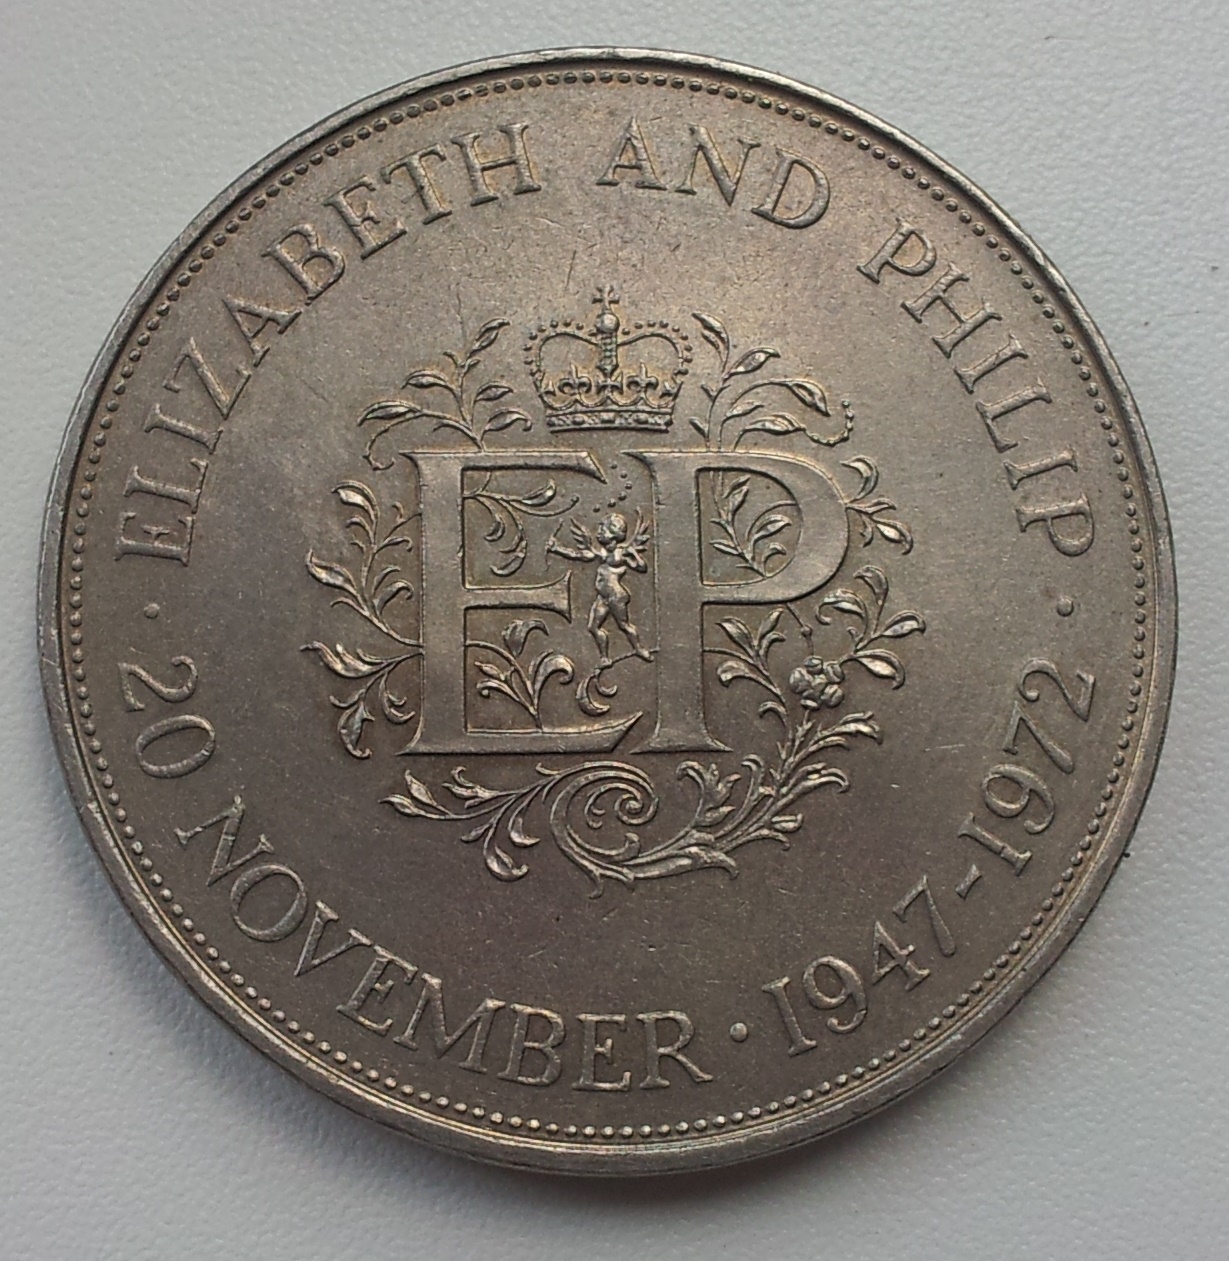 ELIZABETH AND PHILIP
· 20 NOVEMBER · 1947-1972 ·
EP